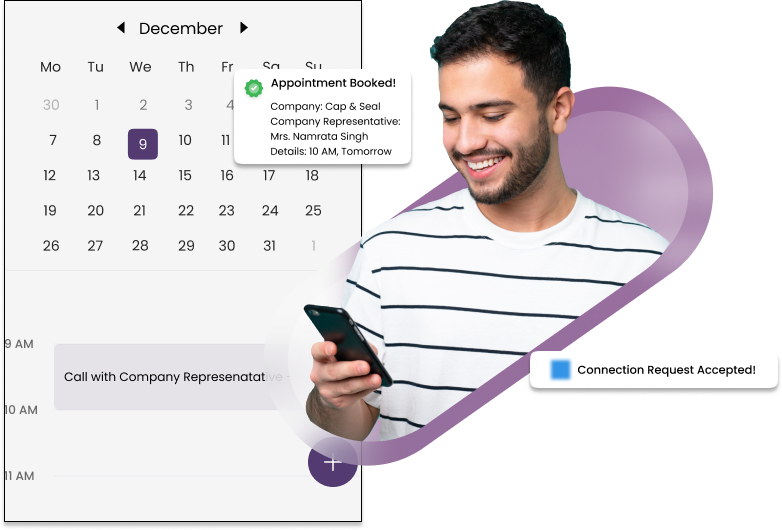 December
Mo Tu We Th Fr Sa Su
30 1 2 3 4
7 8 9 10 11
12 13 14 15 16 17 18
19 20 21 22 23 24 25
26 27 28 29 30 31 1
Appointment Booked!
Company: Cap & Seal
Company Representative:
Mrs. Namrata Singh
Details: 10 AM, Tomorrow
9 AM
Call with Company Represenatative -
10 AM
11 AM
Connection Request Accepted!